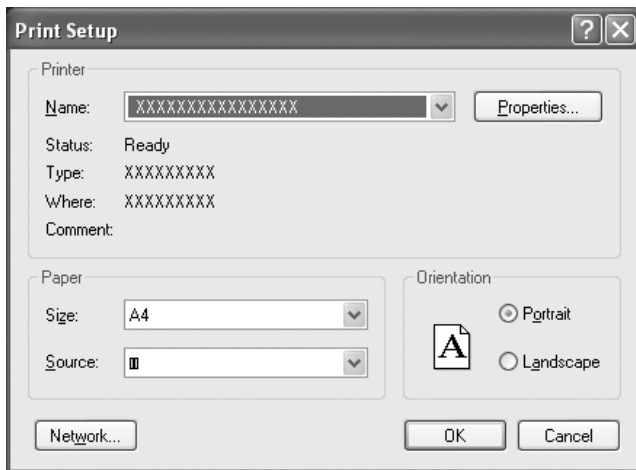 Print Setup
Printer
Name: XXXXXXXXXXXXXXXX Properties...
Status: Ready
Type: XXXXXXXXX
Where: XXXXXXXXX
Comment:
Paper
Size: A4
Source:
Orientation
A
Portrait
Landscape
Network... OK Cancel